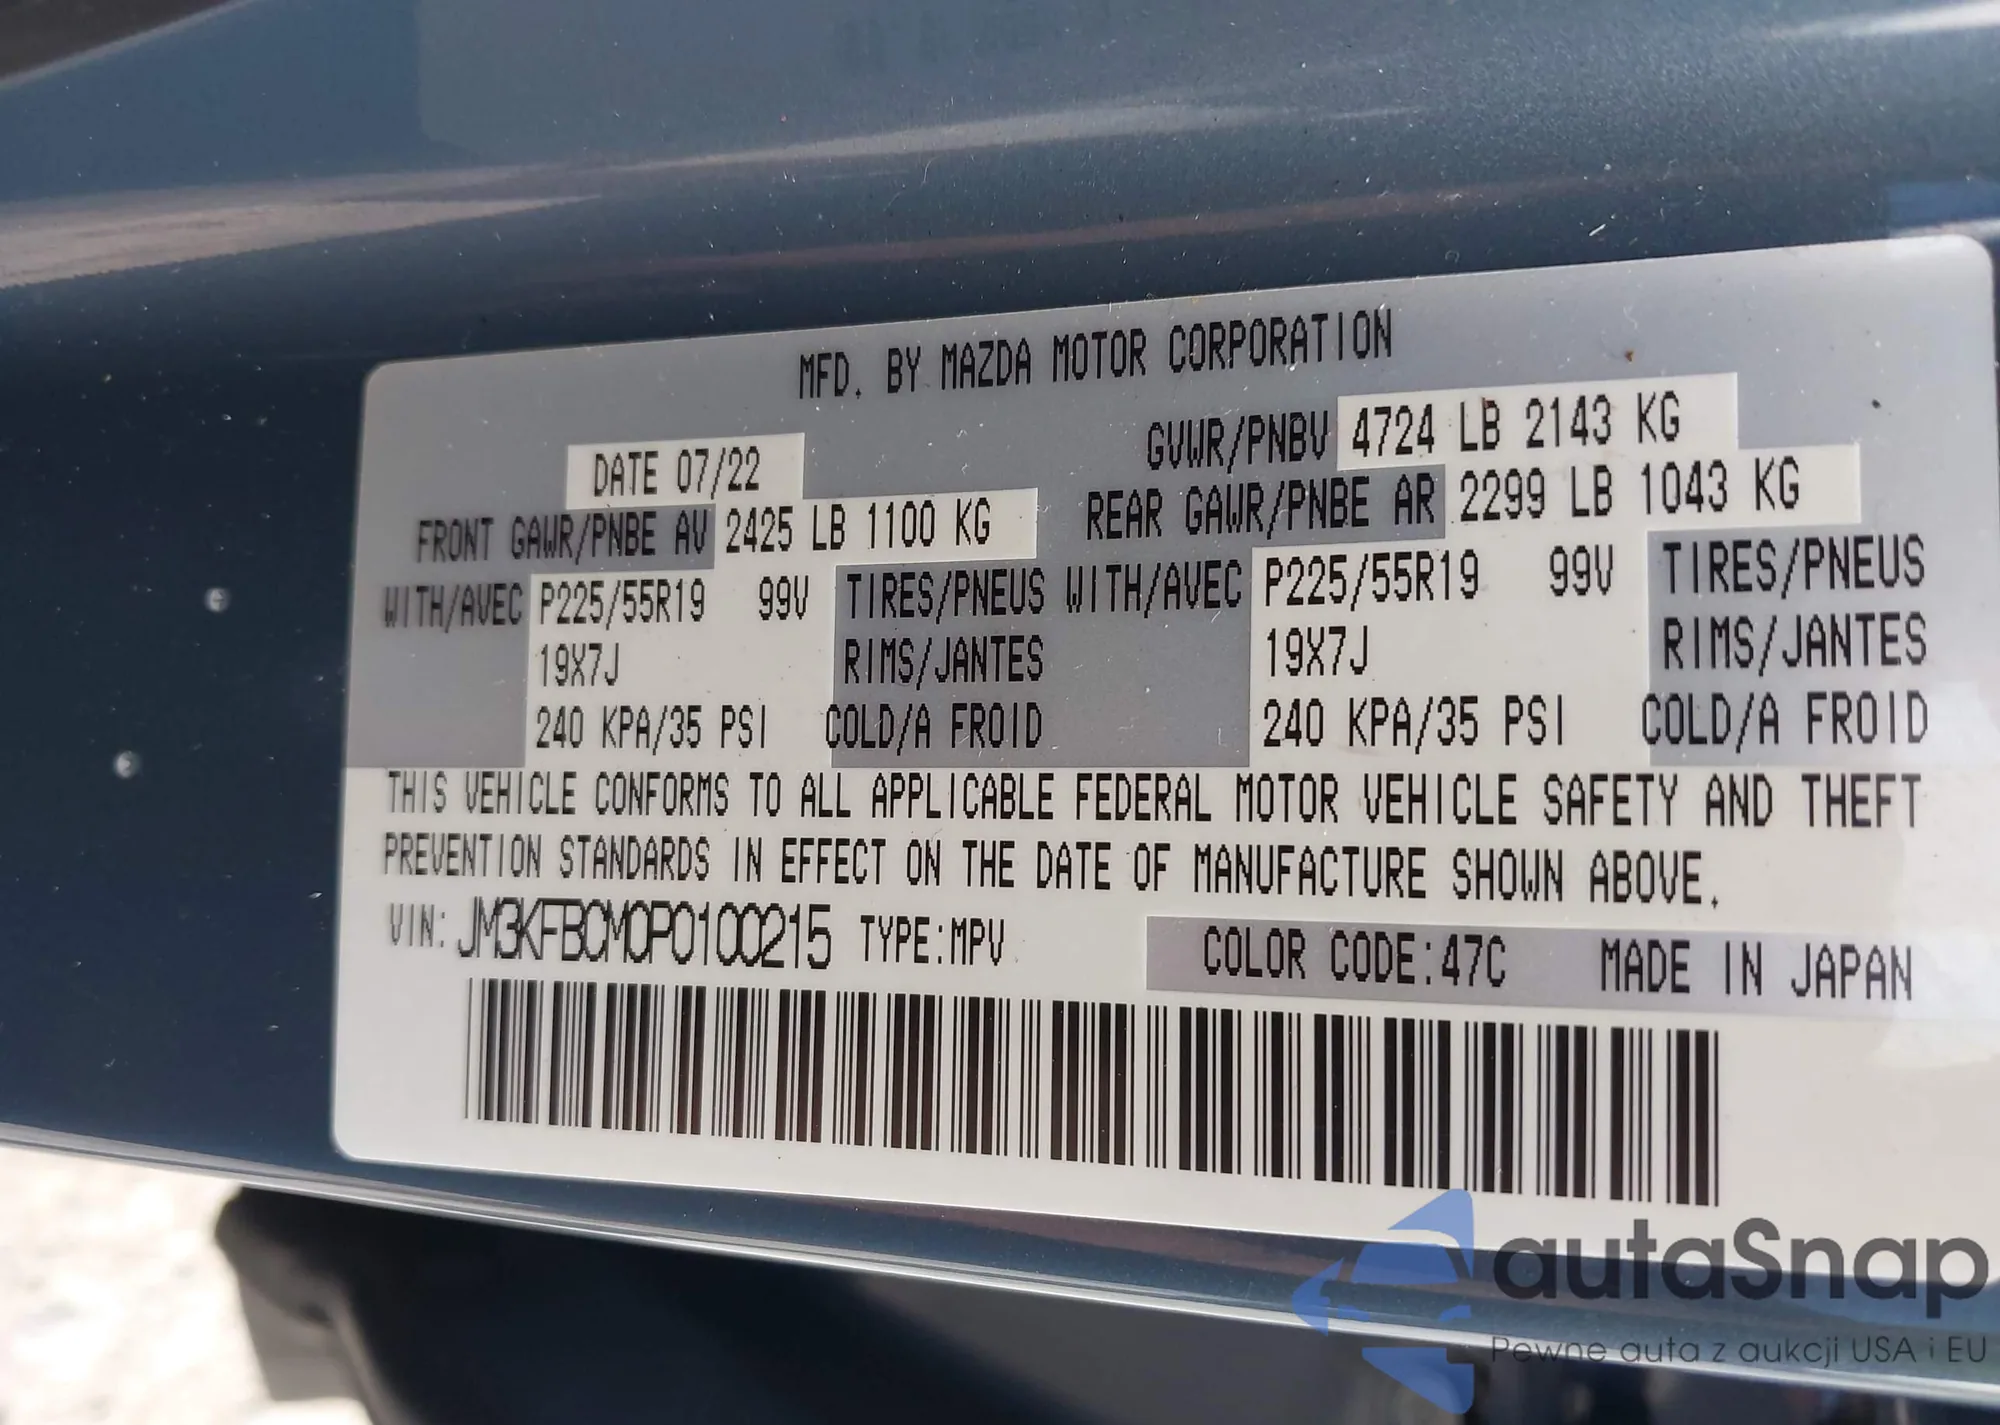 MFD. BY MAZDA MOTOR CORPORATION
DATE 07/22
GVWR/PNBV 4724 LB 2143 KG
FRONT GAWR/PNBE AV 2425 LB 1100 KG
REAR GAWR/PNBE AR 2299 LB 1043 KG
WITH/AVEC P225/55R19 99V TIRES/PNEUS WITH/AVEC P225/55R19 99V TIRES/PNEUS
19X7J RIMS/JANTES 19X7J RIMS/JANTES
240 KPA/35 PSI COLD/A FROID 240 KPA/35 PSI COLD/A FROID
THIS VEHICLE CONFORMS TO ALL APPLICABLE FEDERAL MOTOR VEHICLE SAFETY AND THEFT
PREVENTION STANDARDS IN EFFECT ON THE DATE OF MANUFACTURE SHOWN ABOVE.
VIN: JM3KFBCM0P0100215 TYPE:MPV COLOR CODE:47C MADE IN JAPAN
autaSnap
Pewne auta z aukcji USA i EU